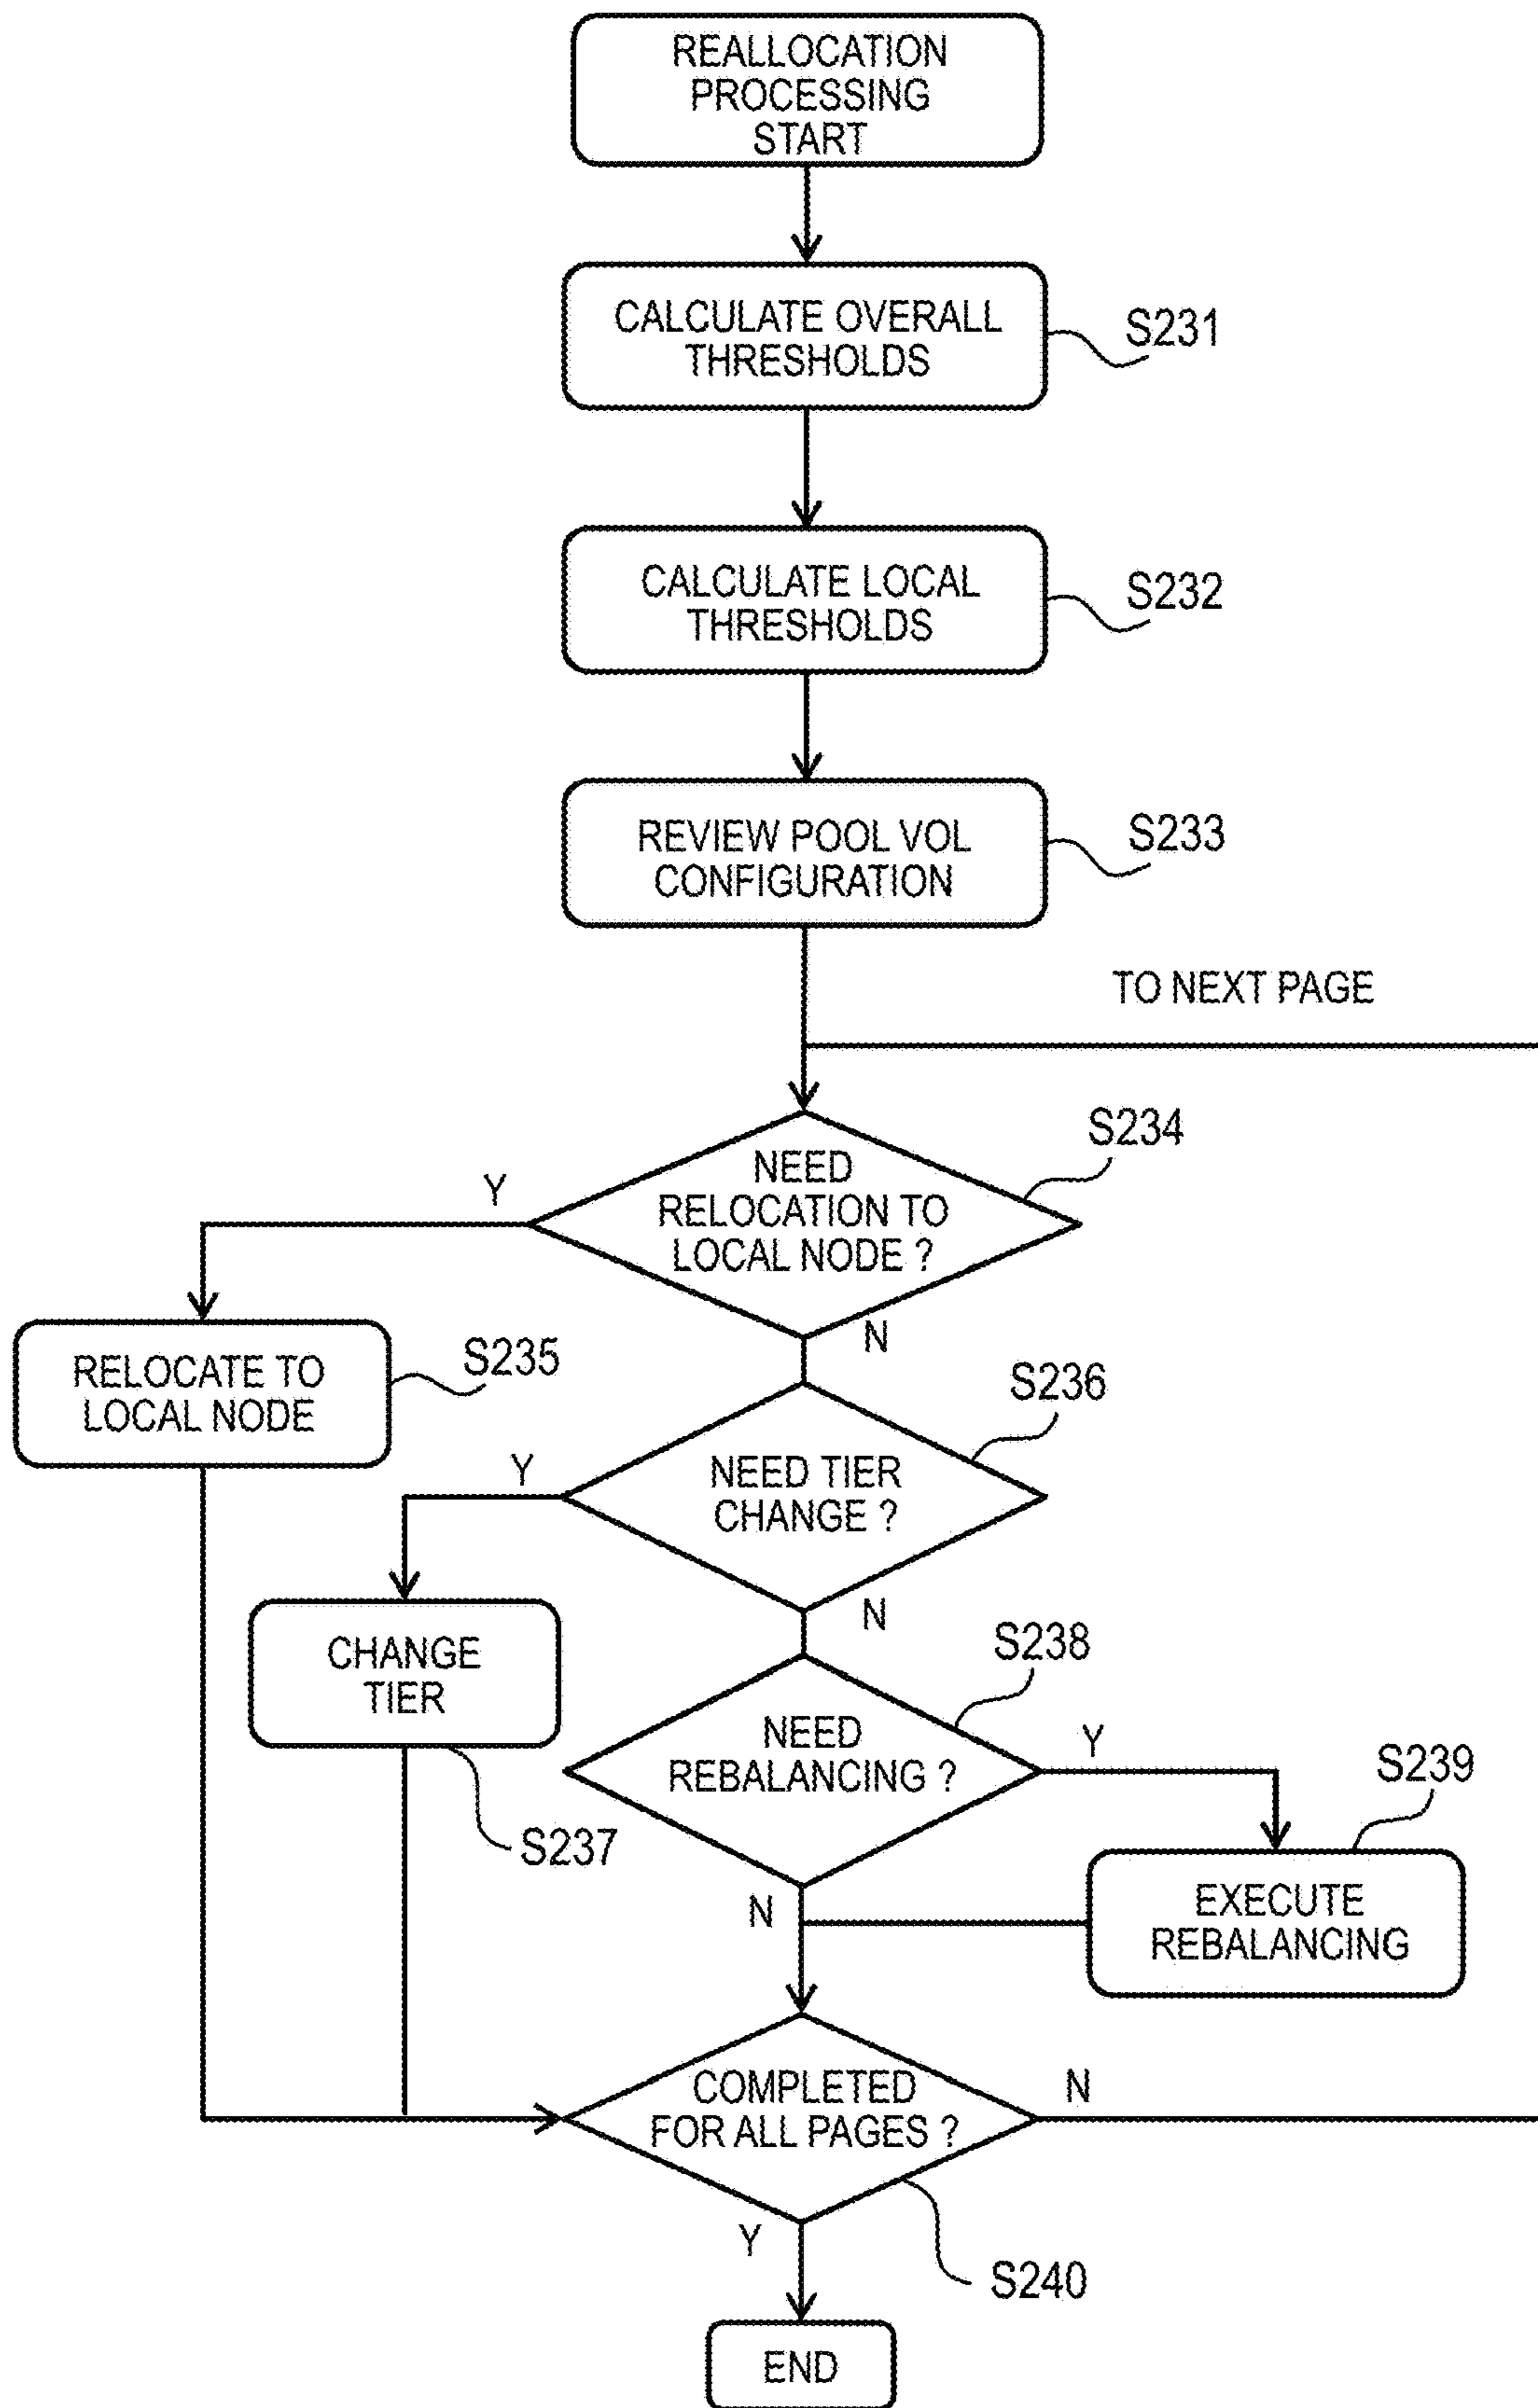 REALLOCATION
PROCESSING
START
CALCULATE OVERALL
THRESHOLDS
S231
CALCULATE LOCAL
THRESHOLDS
S232
REVIEW POOL VOL
CONFIGURATION
S233
TO NEXT PAGE
S234
NEED
RELOCATION TO
LOCAL NODE ?
Y
N
RELOCATE TO
LOCAL NODE
S235
S236
NEED TIER
CHANGE ?
Y
N
CHANGE
TIER
S237
S238
NEED
REBALANCING ?
Y
N
S239
EXECUTE
REBALANCING
COMPLETED
FOR ALL PAGES ?
N
Y
S240
END